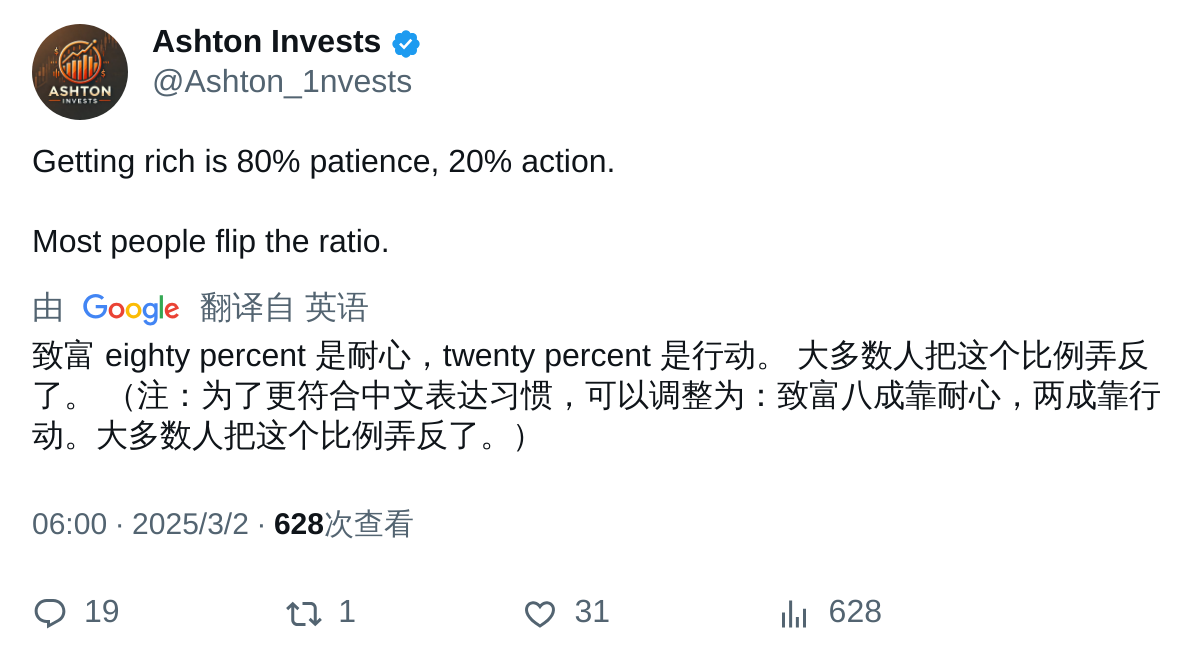 ASHTON
INVESTS
Ashton Invests
@Ashton_1nvests
Getting rich is 80% patience, 20% action.
Most people flip the ratio.
由 Google 翻译自 英语
致富 eighty percent 是耐心，twenty percent 是行动。 大多数人把这个比例弄反
了。 （注：为了更符合中文表达习惯，可以调整为：致富八成靠耐心，两成靠行
动。大多数人把这个比例弄反了。）
06:00 · 2025/3/2 · 628次查看
19 1 31 628